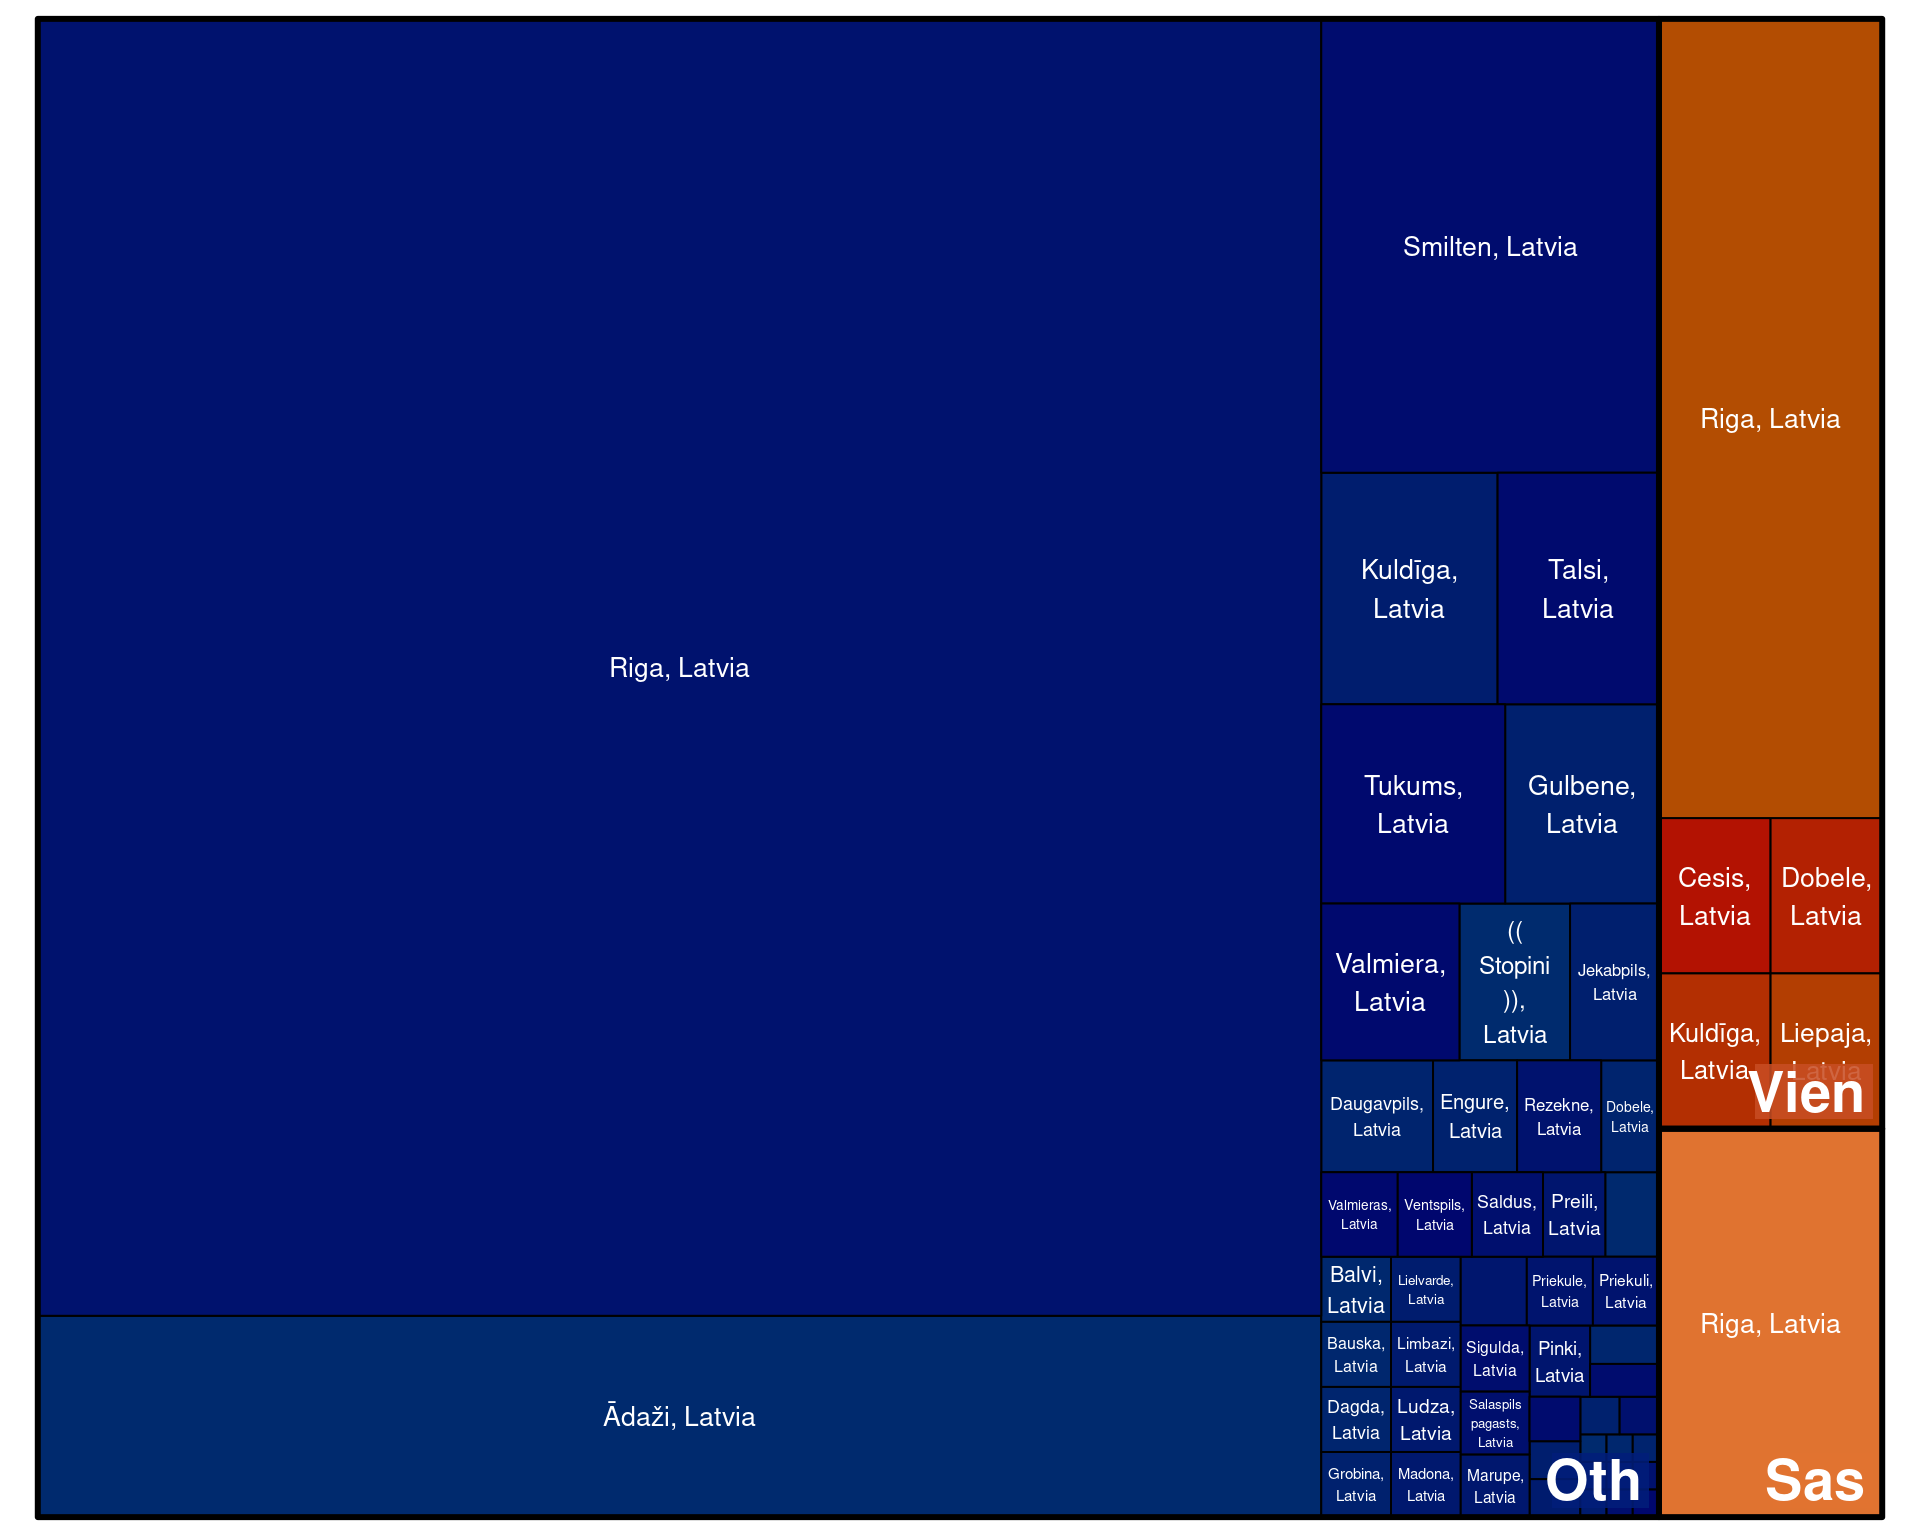 Riga, Latvia
Ādaži, Latvia
Smilten, Latvia
Kuldīga,
Latvia
Talsi,
Latvia
Tukums,
Latvia
Gulbene,
Latvia
Valmiera,
Latvia
((
Stopini
)),
Latvia
Jekabpils,
Latvia
Daugavpils,
Latvia
Engure,
Latvia
Rezekne,
Latvia
Dobele,
Latvia
Valmieras,
Latvia
Ventspils,
Latvia
Saldus,
Latvia
Preili,
Latvia
Balvi,
Latvia
Lielvarde,
Latvia
Priekule,
Latvia
Priekuli,
Latvia
Bauska,
Latvia
Limbazi,
Latvia
Sigulda,
Latvia
Pinki,
Latvia
Dagda,
Latvia
Ludza,
Latvia
Salaspils
pagasts,
Latvia
Grobina,
Latvia
Madona,
Latvia
Marupe,
Latvia
Oth
Riga, Latvia
Cesis,
Latvia
Dobele,
Latvia
Kuldīga,
Latvia
Liepaja,
Latvia
Vien
Riga, Latvia
Sas